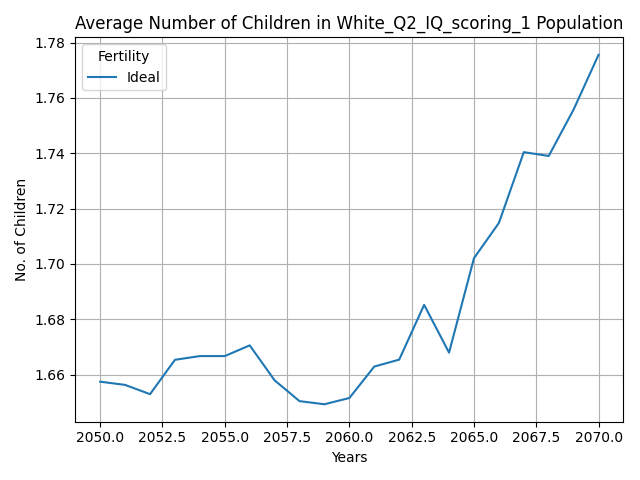 Average Number of Children in White_Q2_IQ_scoring_1 Population
Fertility
Ideal
1.78
1.76
1.74
1.72
1.70
1.68
1.66
No. of Children
2050.0 2052.5 2055.0 2057.5 2060.0 2062.5 2065.0 2067.5 2070.0
Years